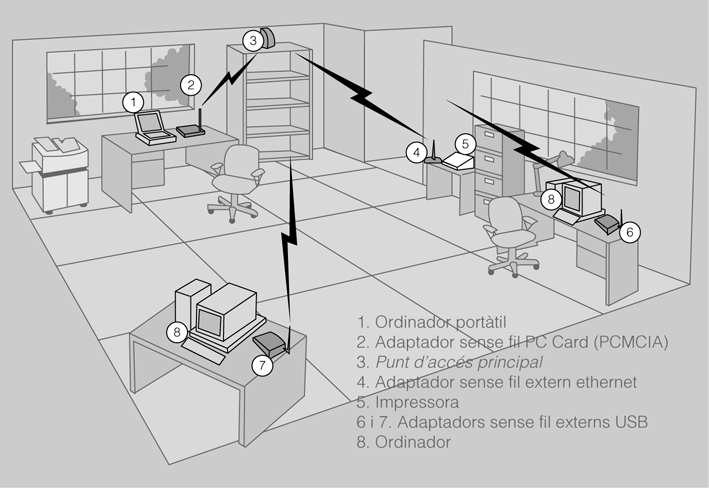 3
2
1
5
4
8
6
8
7
1. Ordinador portàtil
2. Adaptador sense fil PC Card (PCMCIA)
3. Punt d'accés principal
4. Adaptador sense fil extern ethernet
5. Impressora
6 i 7. Adaptadors sense fil externs USB
8. Ordinador